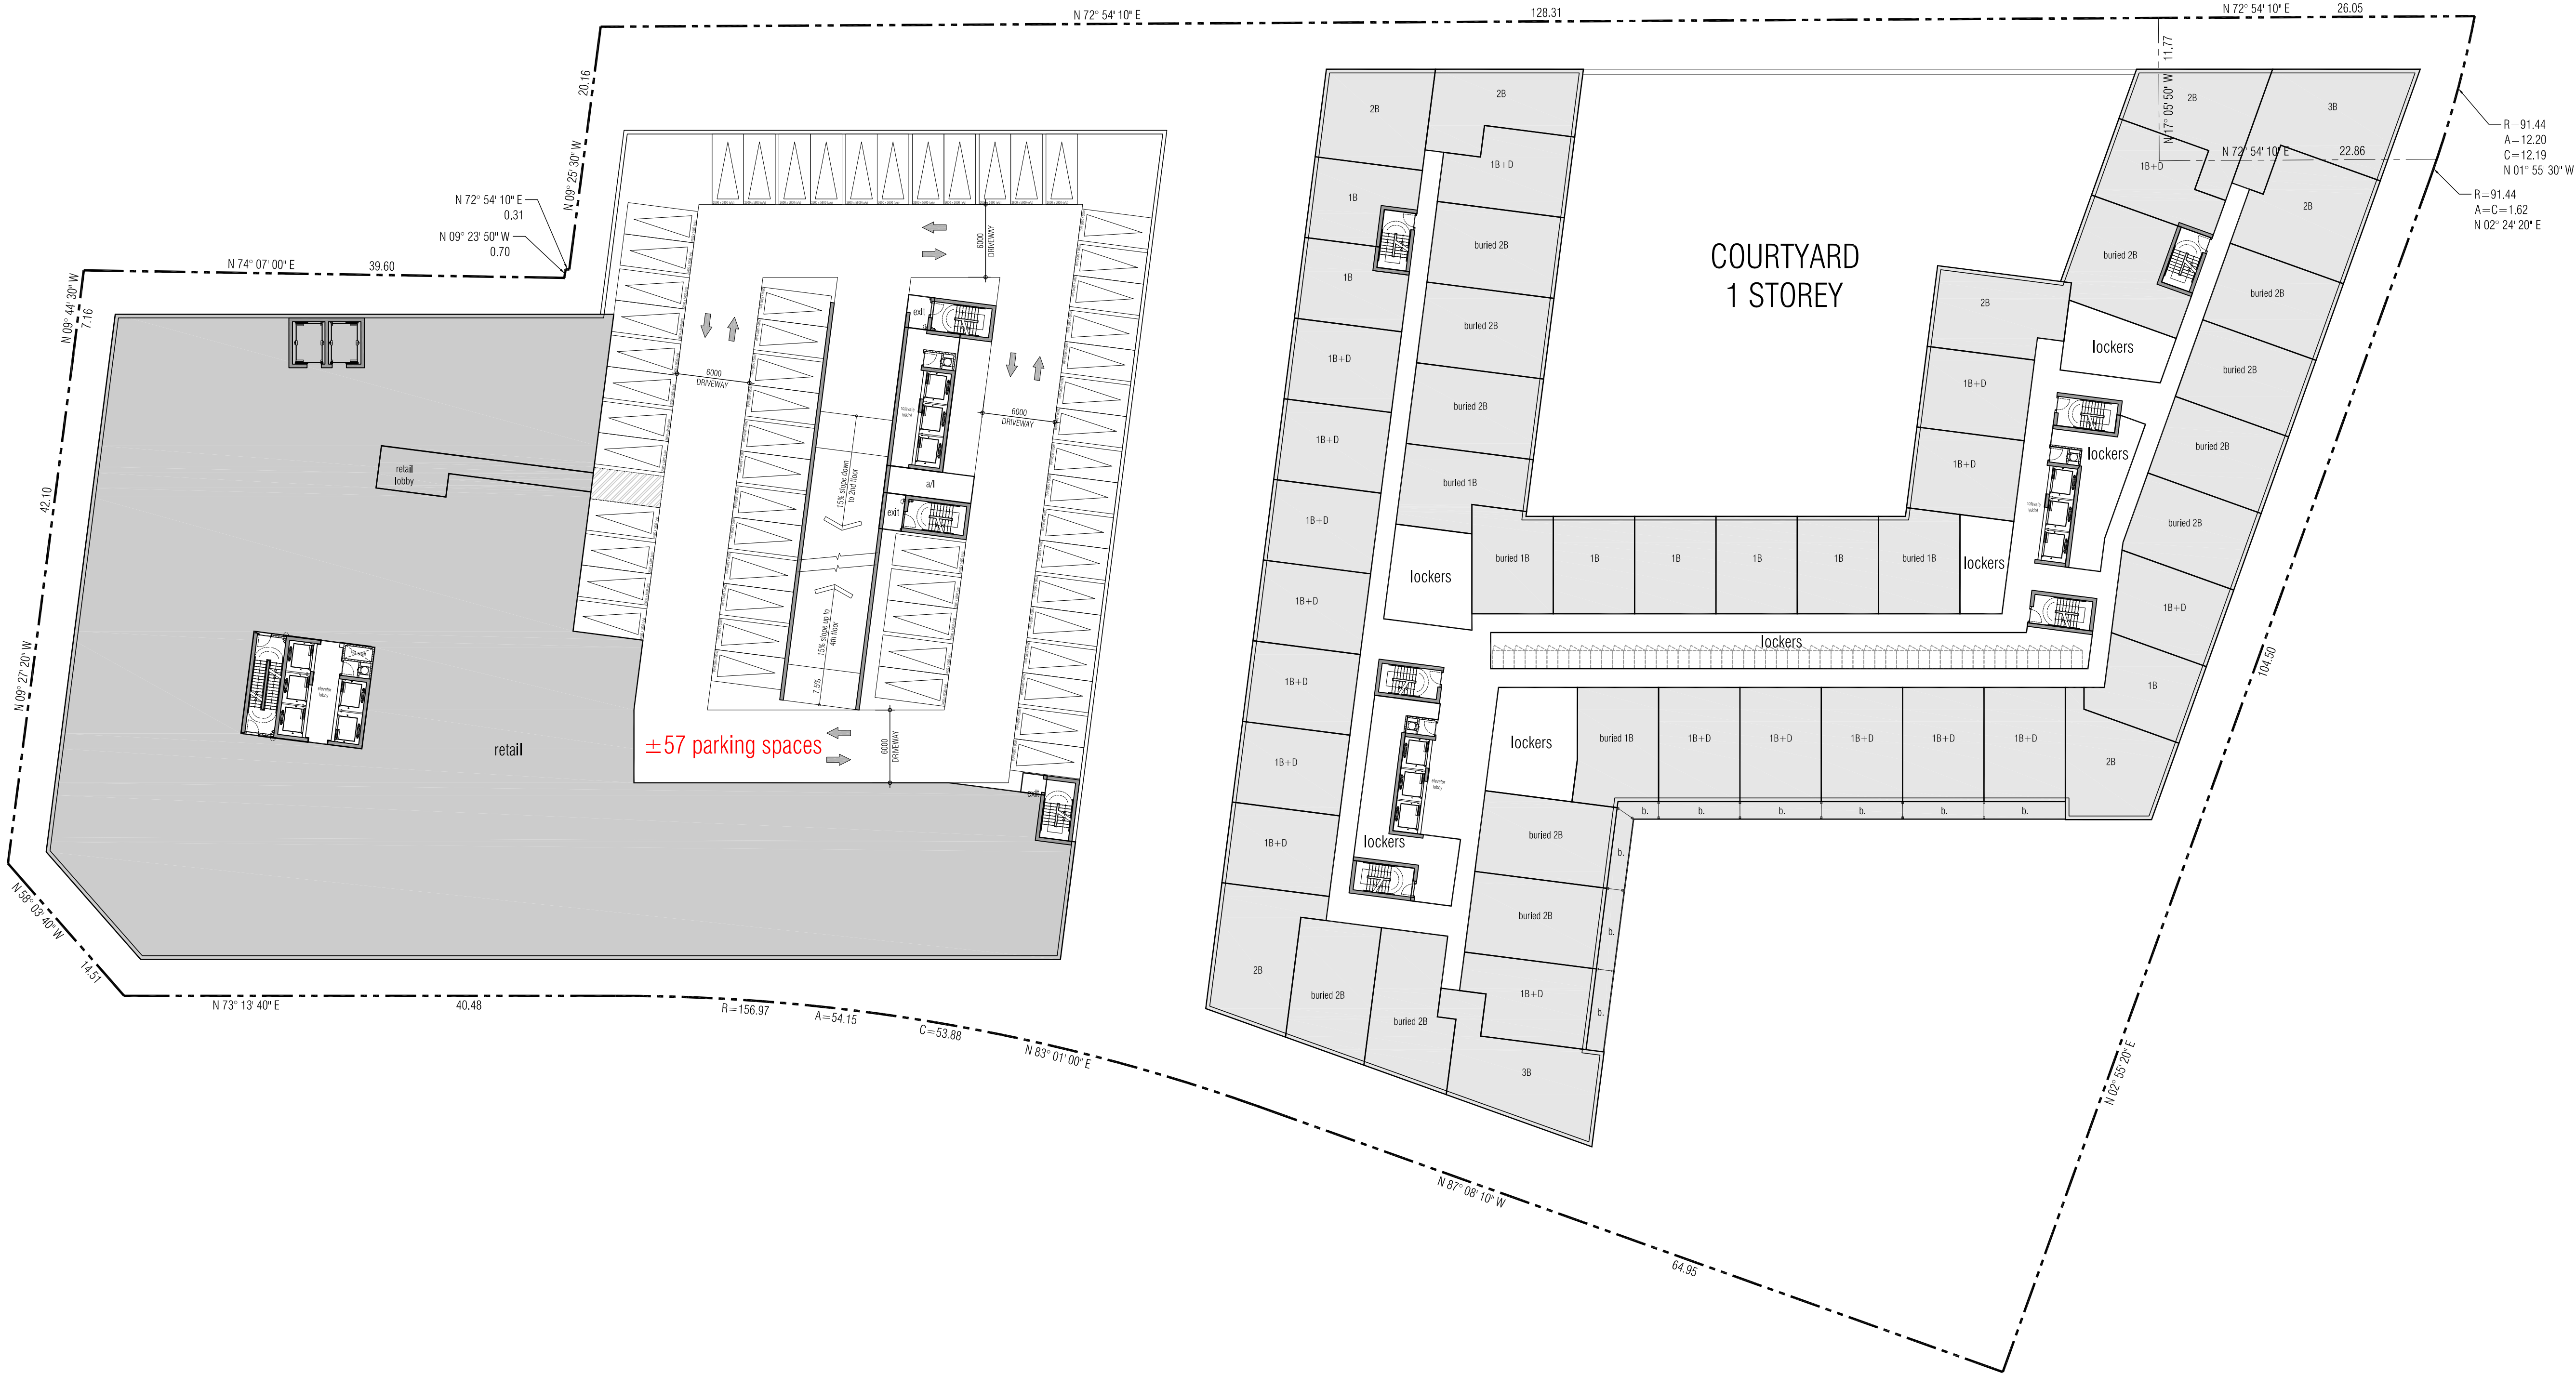 N 72° 54' 10" E
128.31
N 72° 54' 10" E
26.05
20.16
N 09° 25' 30" W
N 17° 05' 50" W
11.77
N 72° 54' 10" E
22.86
R=91.44
A=12.20
C=12.19
N 01° 55' 30" W
R=91.44
A=C=1.62
N 02° 24' 20" E
N 72° 54' 10" E
0.31
N 09° 23' 50" W
0.70
N 74° 07' 00" E
39.60
N 09° 44' 30" W
7.16
42.10
N 09° 27' 20" W
N 58° 03' 40" W
14.51
N 73° 13' 40" E
40.48
R=156.97
A=54.15
C=53.88
N 83° 01' 00" E
N 87° 08' 10" W
64.95
N 02° 55' 20" E
104.50
6000
DRIVEWAY
6000
DRIVEWAY
6000
DRIVEWAY
6000
DRIVEWAY
exit
a/l
exit
exit
15% slope down
to 2nd floor
15% slope up to
4th floor
7.5%
retail
lobby
elevator
lobby
retail
±57 parking spaces
COURTYARD
1 STOREY
2B
2B
1B
1B+D
1B
buried 2B
1B+D
buried 2B
1B+D
buried 2B
1B+D
buried 1B
1B+D
1B+D
1B+D
1B+D
2B
lockers
buried 1B
1B
1B
1B
1B
buried 1B
lockers
2B
3B
1B+D
2B
buried 2B
buried 2B
lockers
buried 2B
2B
1B+D
1B+D
lockers
buried 2B
buried 2B
1B+D
1B
2B
lockers
lockers
buried 1B
1B+D
1B+D
1B+D
1B+D
1B+D
b.
b.
b.
b.
b.
b.
elevator
lobby
lockers
buried 2B
b.
buried 2B
b.
1B+D
b.
buried 2B
buried 2B
3B